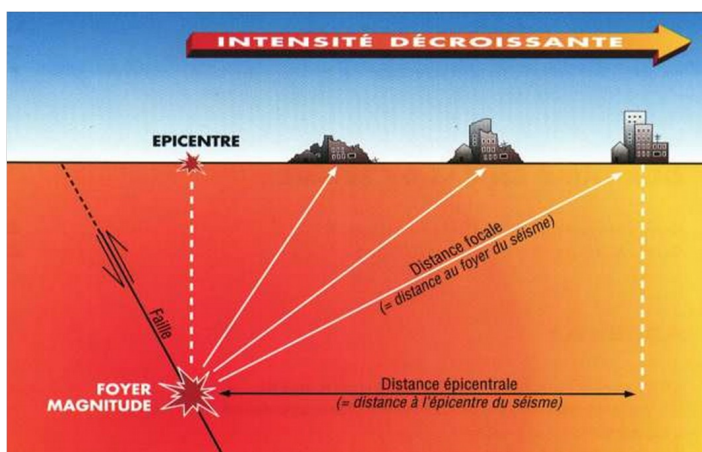 INTENSITÉ DÉCROISSANTE
EPICENTRE
Distance focale
(= distance au foyer du séisme)
Faille
FOYER
MAGNITUDE
Distance épicentrale
(= distance à l'épicentre du séisme)